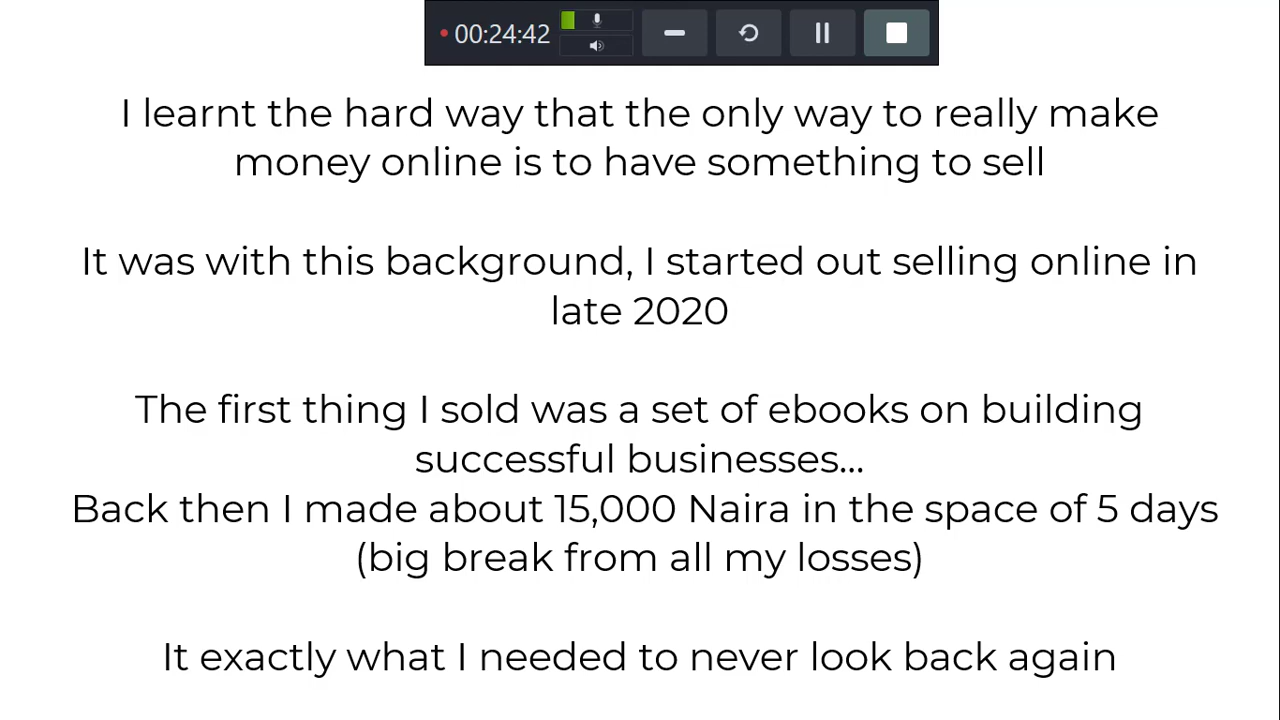 00:24:42
I learnt the hard way that the only way to really make
money online is to have something to sell
It was with this background, I started out selling online in
late 2020
The first thing I sold was a set of ebooks on building
successful businesses...
Back then I made about 15,000 Naira in the space of 5 days
(big break from all my losses)
It exactly what I needed to never look back again